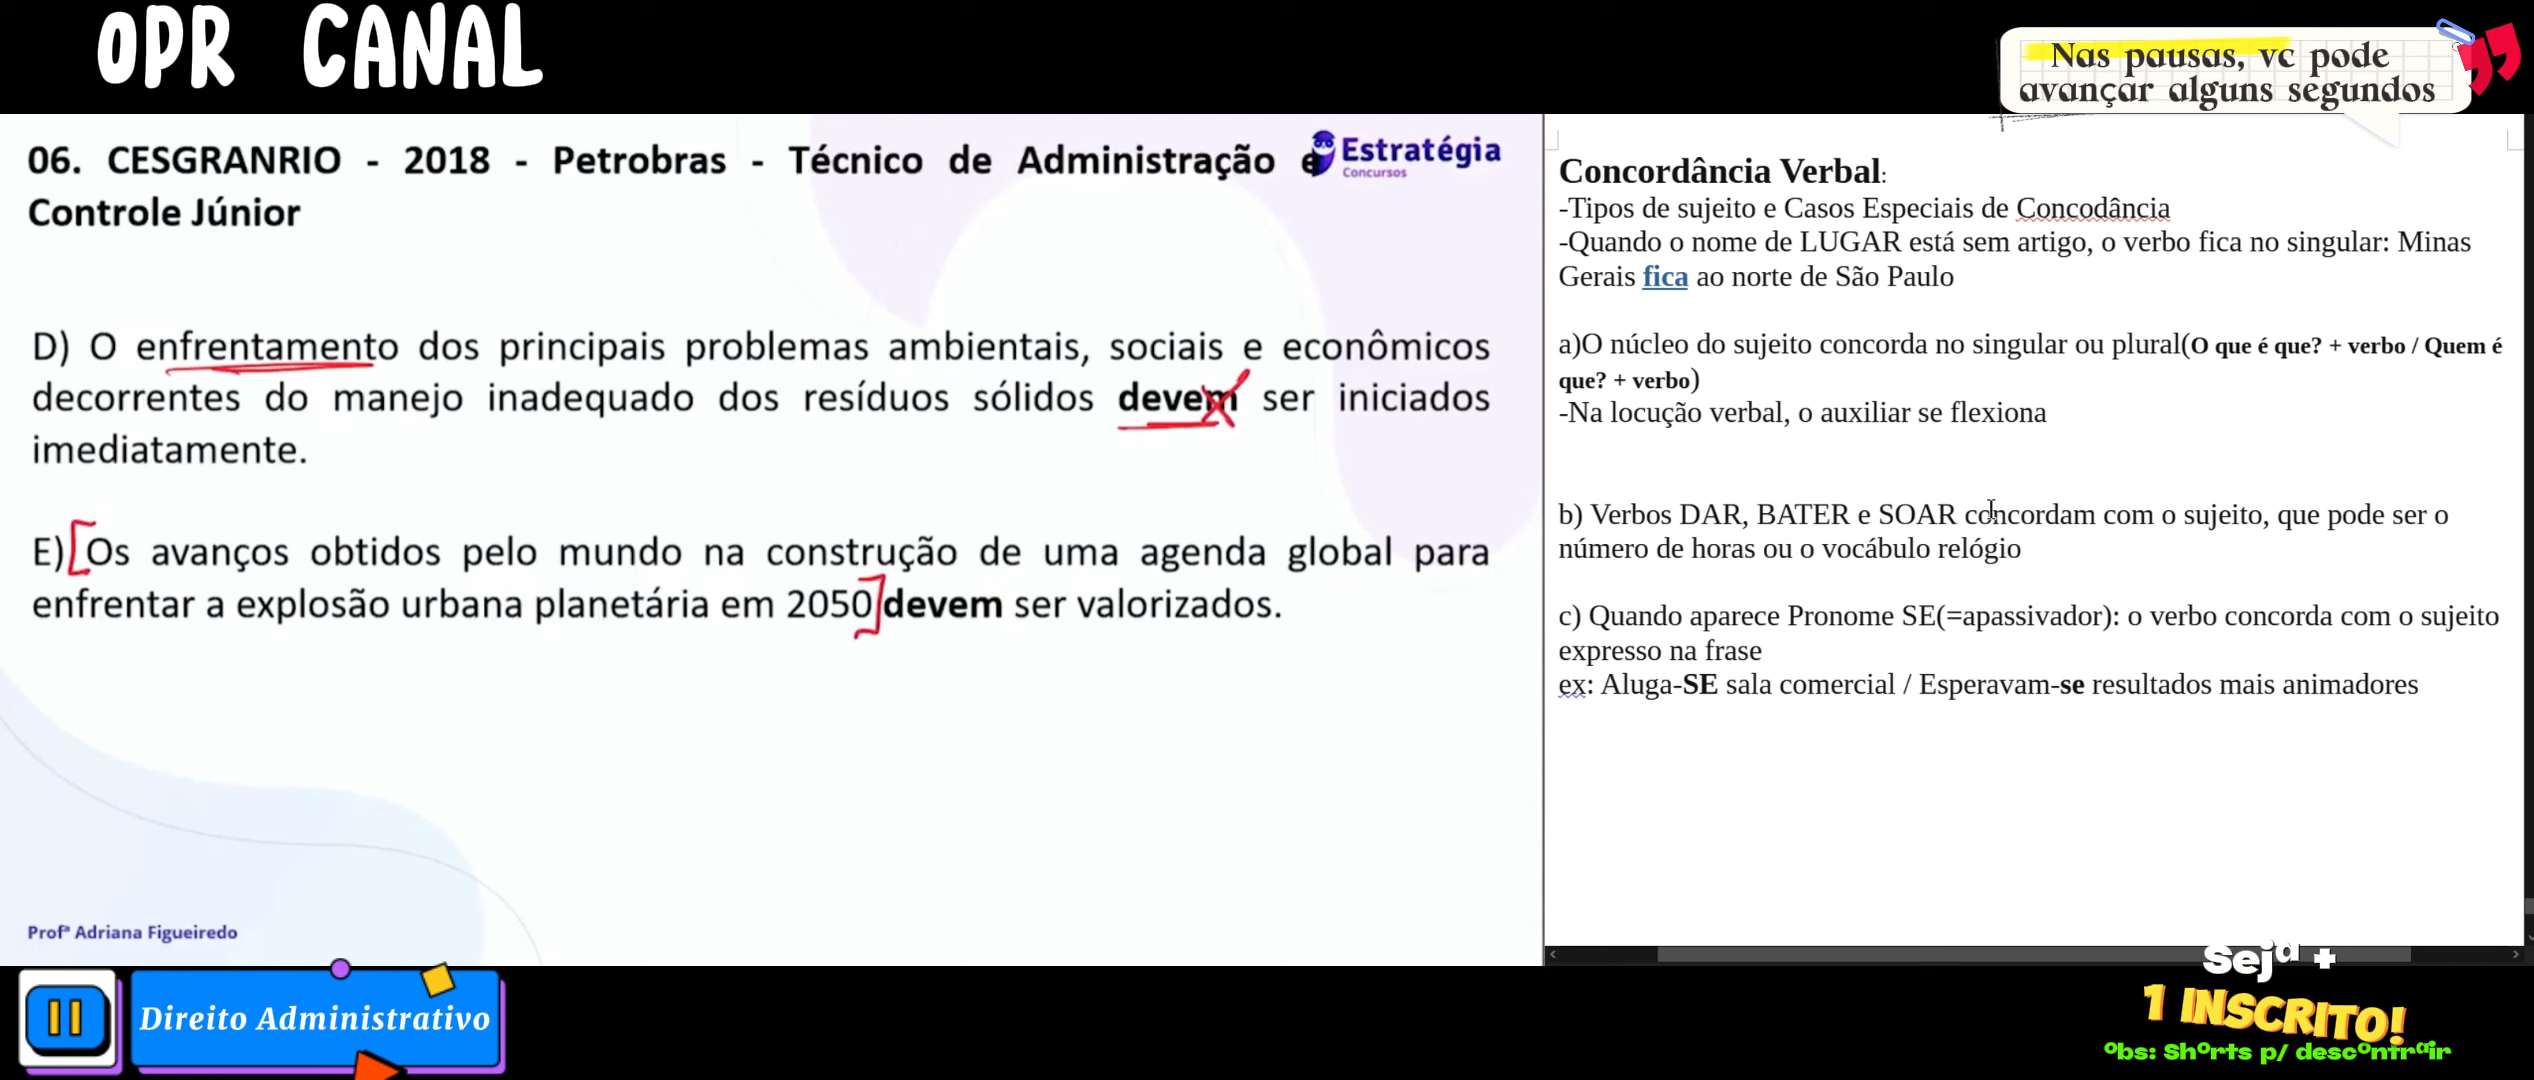 OPR CANAL
Nas pausas, vc pode
avançar alguns segundos
06. CESGRANRIO - 2018 - Petrobras - Técnico de Administração e
Controle Júnior
Estratégia
Concursos
D) O enfrentamento dos principais problemas ambientais, sociais e econômicos
decorrentes do manejo inadequado dos resíduos sólidos devem ser iniciados
imediatamente.
E) Os avanços obtidos pelo mundo na construção de uma agenda global para
enfrentar a explosão urbana planetária em 2050 devem ser valorizados.
Profª Adriana Figueiredo
Concordância Verbal:
-Tipos de sujeito e Casos Especiais de Concodância
-Quando o nome de LUGAR está sem artigo, o verbo fica no singular: Minas
Gerais fica ao norte de São Paulo
a)O núcleo do sujeito concorda no singular ou plural(O que é que? + verbo / Quem é
que? + verbo)
-Na locução verbal, o auxiliar se flexiona
b) Verbos DAR, BATER e SOAR concordam com o sujeito, que pode ser o
número de horas ou o vocábulo relógio
c) Quando aparece Pronome SE(=apassivador): o verbo concorda com o sujeito
expresso na frase
ex: Aluga-SE sala comercial / Esperavam-se resultados mais animadores
Direito Administrativo
Seja +
1 INSCRITO!
obs: Shorts p/ descontrair